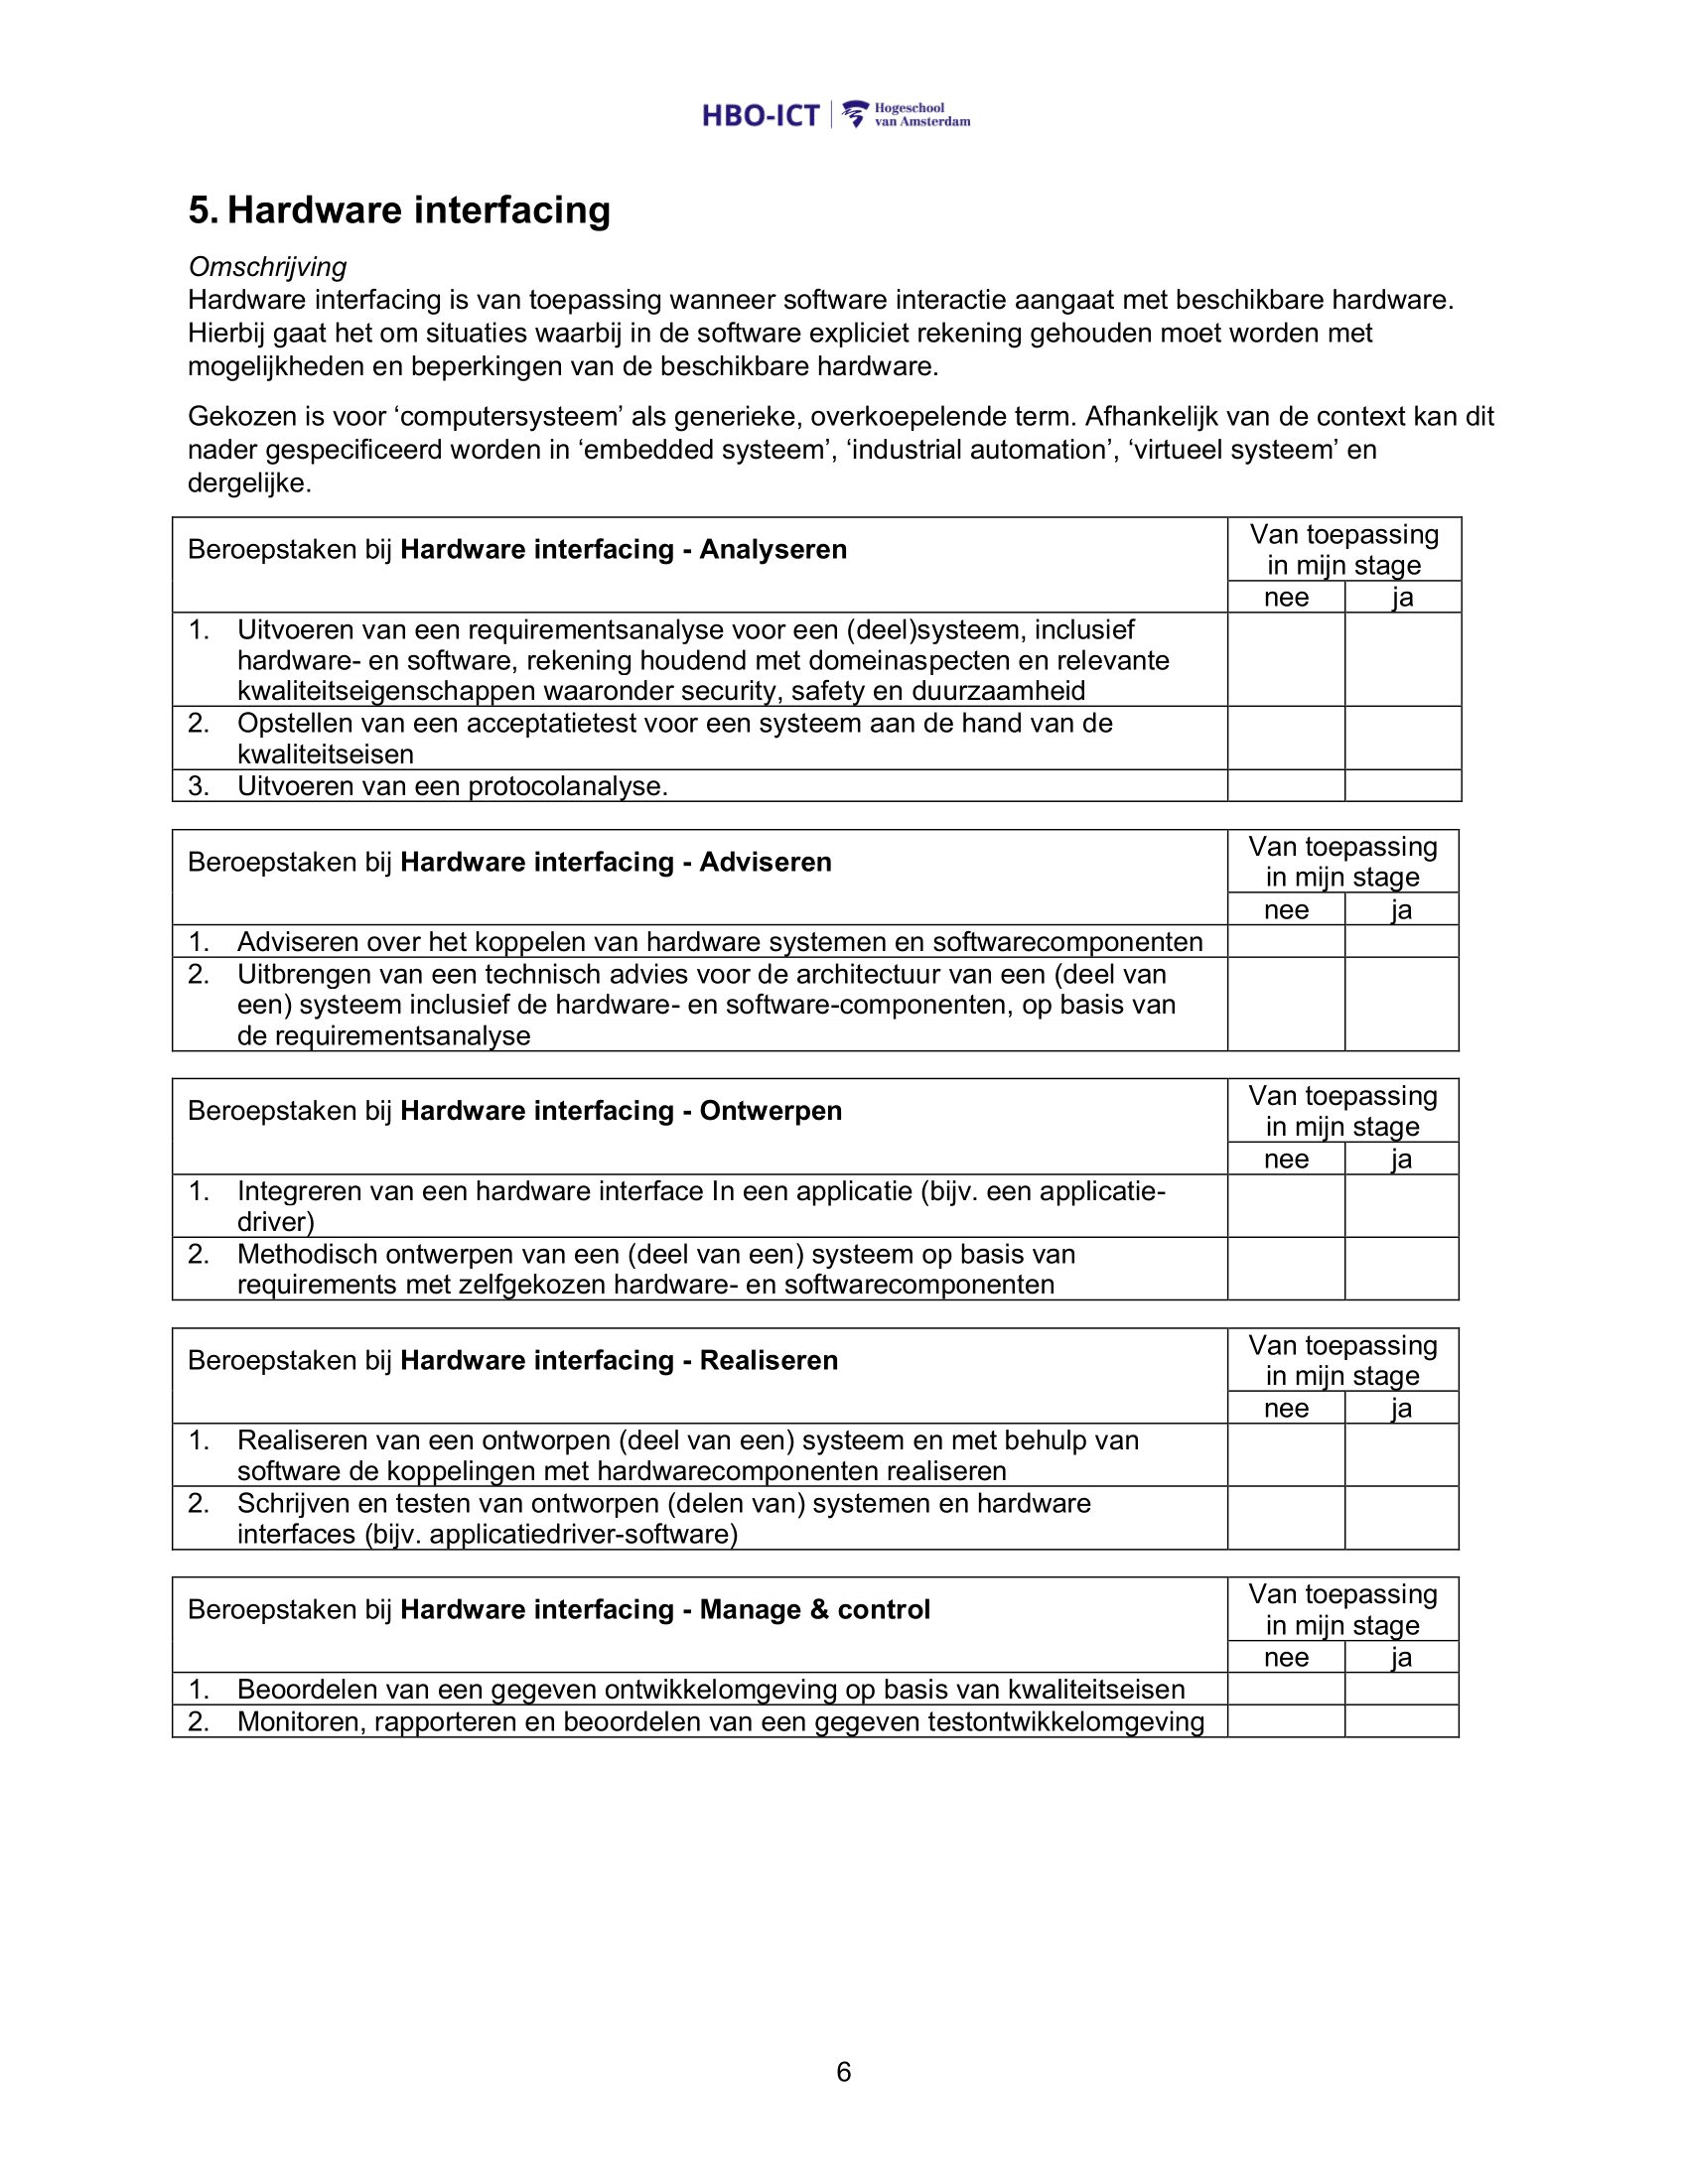 HBO-ICT
Hogeschool
van Amsterdam
5. Hardware interfacing
Omschrijving
Hardware interfacing is van toepassing wanneer software interactie aangaat met beschikbare hardware.
Hierbij gaat het om situaties waarbij in de software expliciet rekening gehouden moet worden met
mogelijkheden en beperkingen van de beschikbare hardware.
Gekozen is voor ‘computersysteem’ als generieke, overkoepelende term. Afhankelijk van de context kan dit
nader gespecificeerd worden in ‘embedded systeem’, ‘industrial automation’, ‘virtueel systeem’ en
dergelijke.
Beroepstaken bij Hardware interfacing - Analyseren
Van toepassing
in mijn stage
nee ja
1. Uitvoeren van een requirementsanalyse voor een (deel)systeem, inclusief
hardware- en software, rekening houdend met domeinaspecten en relevante
kwaliteitseigenschappen waaronder security, safety en duurzaamheid
2. Opstellen van een acceptatietest voor een systeem aan de hand van de
kwaliteitseisen
3. Uitvoeren van een protocolanalyse.
Beroepstaken bij Hardware interfacing - Adviseren
Van toepassing
in mijn stage
nee ja
1. Adviseren over het koppelen van hardware systemen en softwarecomponenten
2. Uitbrengen van een technisch advies voor de architectuur van een (deel van
een) systeem inclusief de hardware- en software-componenten, op basis van
de requirementsanalyse
Beroepstaken bij Hardware interfacing - Ontwerpen
Van toepassing
in mijn stage
nee ja
1. Integreren van een hardware interface In een applicatie (bijv. een applicatie-
driver)
2. Methodisch ontwerpen van een (deel van een) systeem op basis van
requirements met zelfgekozen hardware- en softwarecomponenten
Beroepstaken bij Hardware interfacing - Realiseren
Van toepassing
in mijn stage
nee ja
1. Realiseren van een ontworpen (deel van een) systeem en met behulp van
software de koppelingen met hardwarecomponenten realiseren
2. Schrijven en testen van ontworpen (delen van) systemen en hardware
interfaces (bijv. applicatiedriver-software)
Beroepstaken bij Hardware interfacing - Manage & control
Van toepassing
in mijn stage
nee ja
1. Beoordelen van een gegeven ontwikkelomgeving op basis van kwaliteitseisen
2. Monitoren, rapporteren en beoordelen van een gegeven testontwikkelomgeving
6